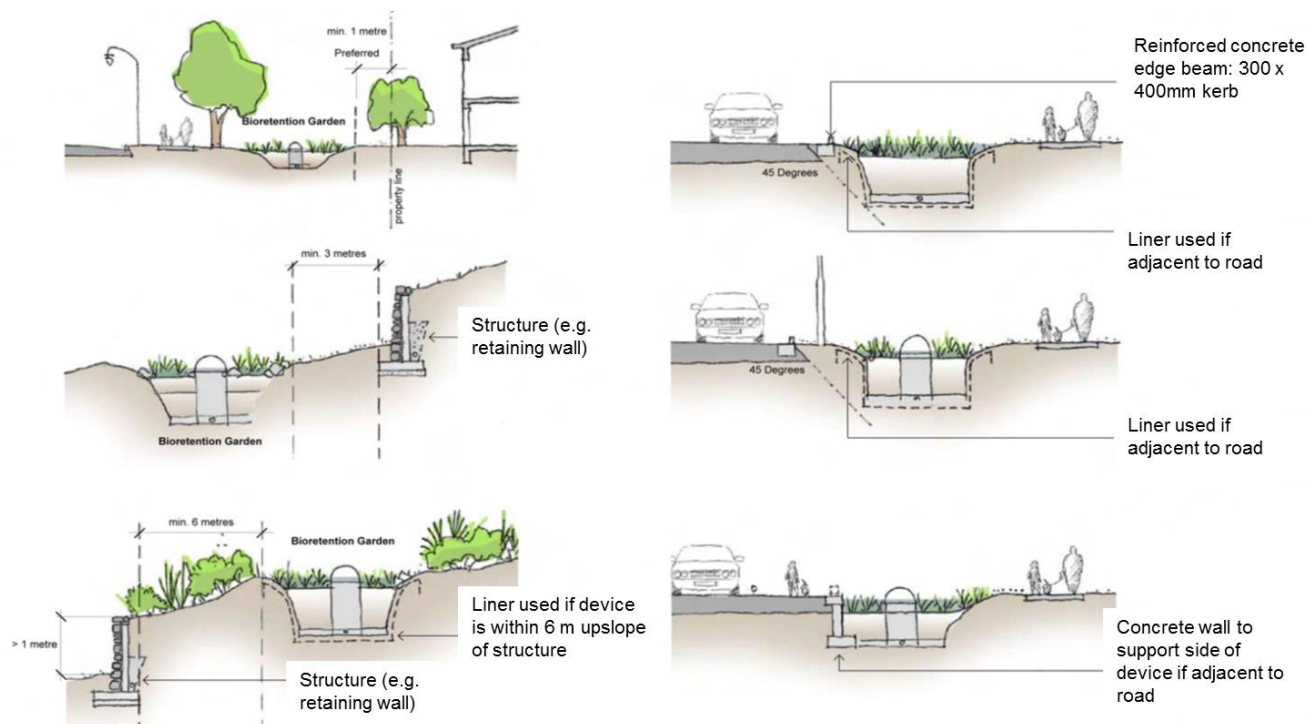 min. 1 metre
Preferred
Bioretention Garden
property line
min. 3 metres
Structure (e.g.
retaining wall)
Bioretention Garden
min. 6 metres
Bioretention Garden
> 1 metre
Liner used if device
is within 6 m upslope
of structure
Structure (e.g.
retaining wall)
Reinforced concrete
edge beam: 300 x
400mm kerb
45 Degrees
Liner used if
adjacent to road
45 Degrees
Liner used if
adjacent to road
Concrete wall to
support side of
device if adjacent to
road